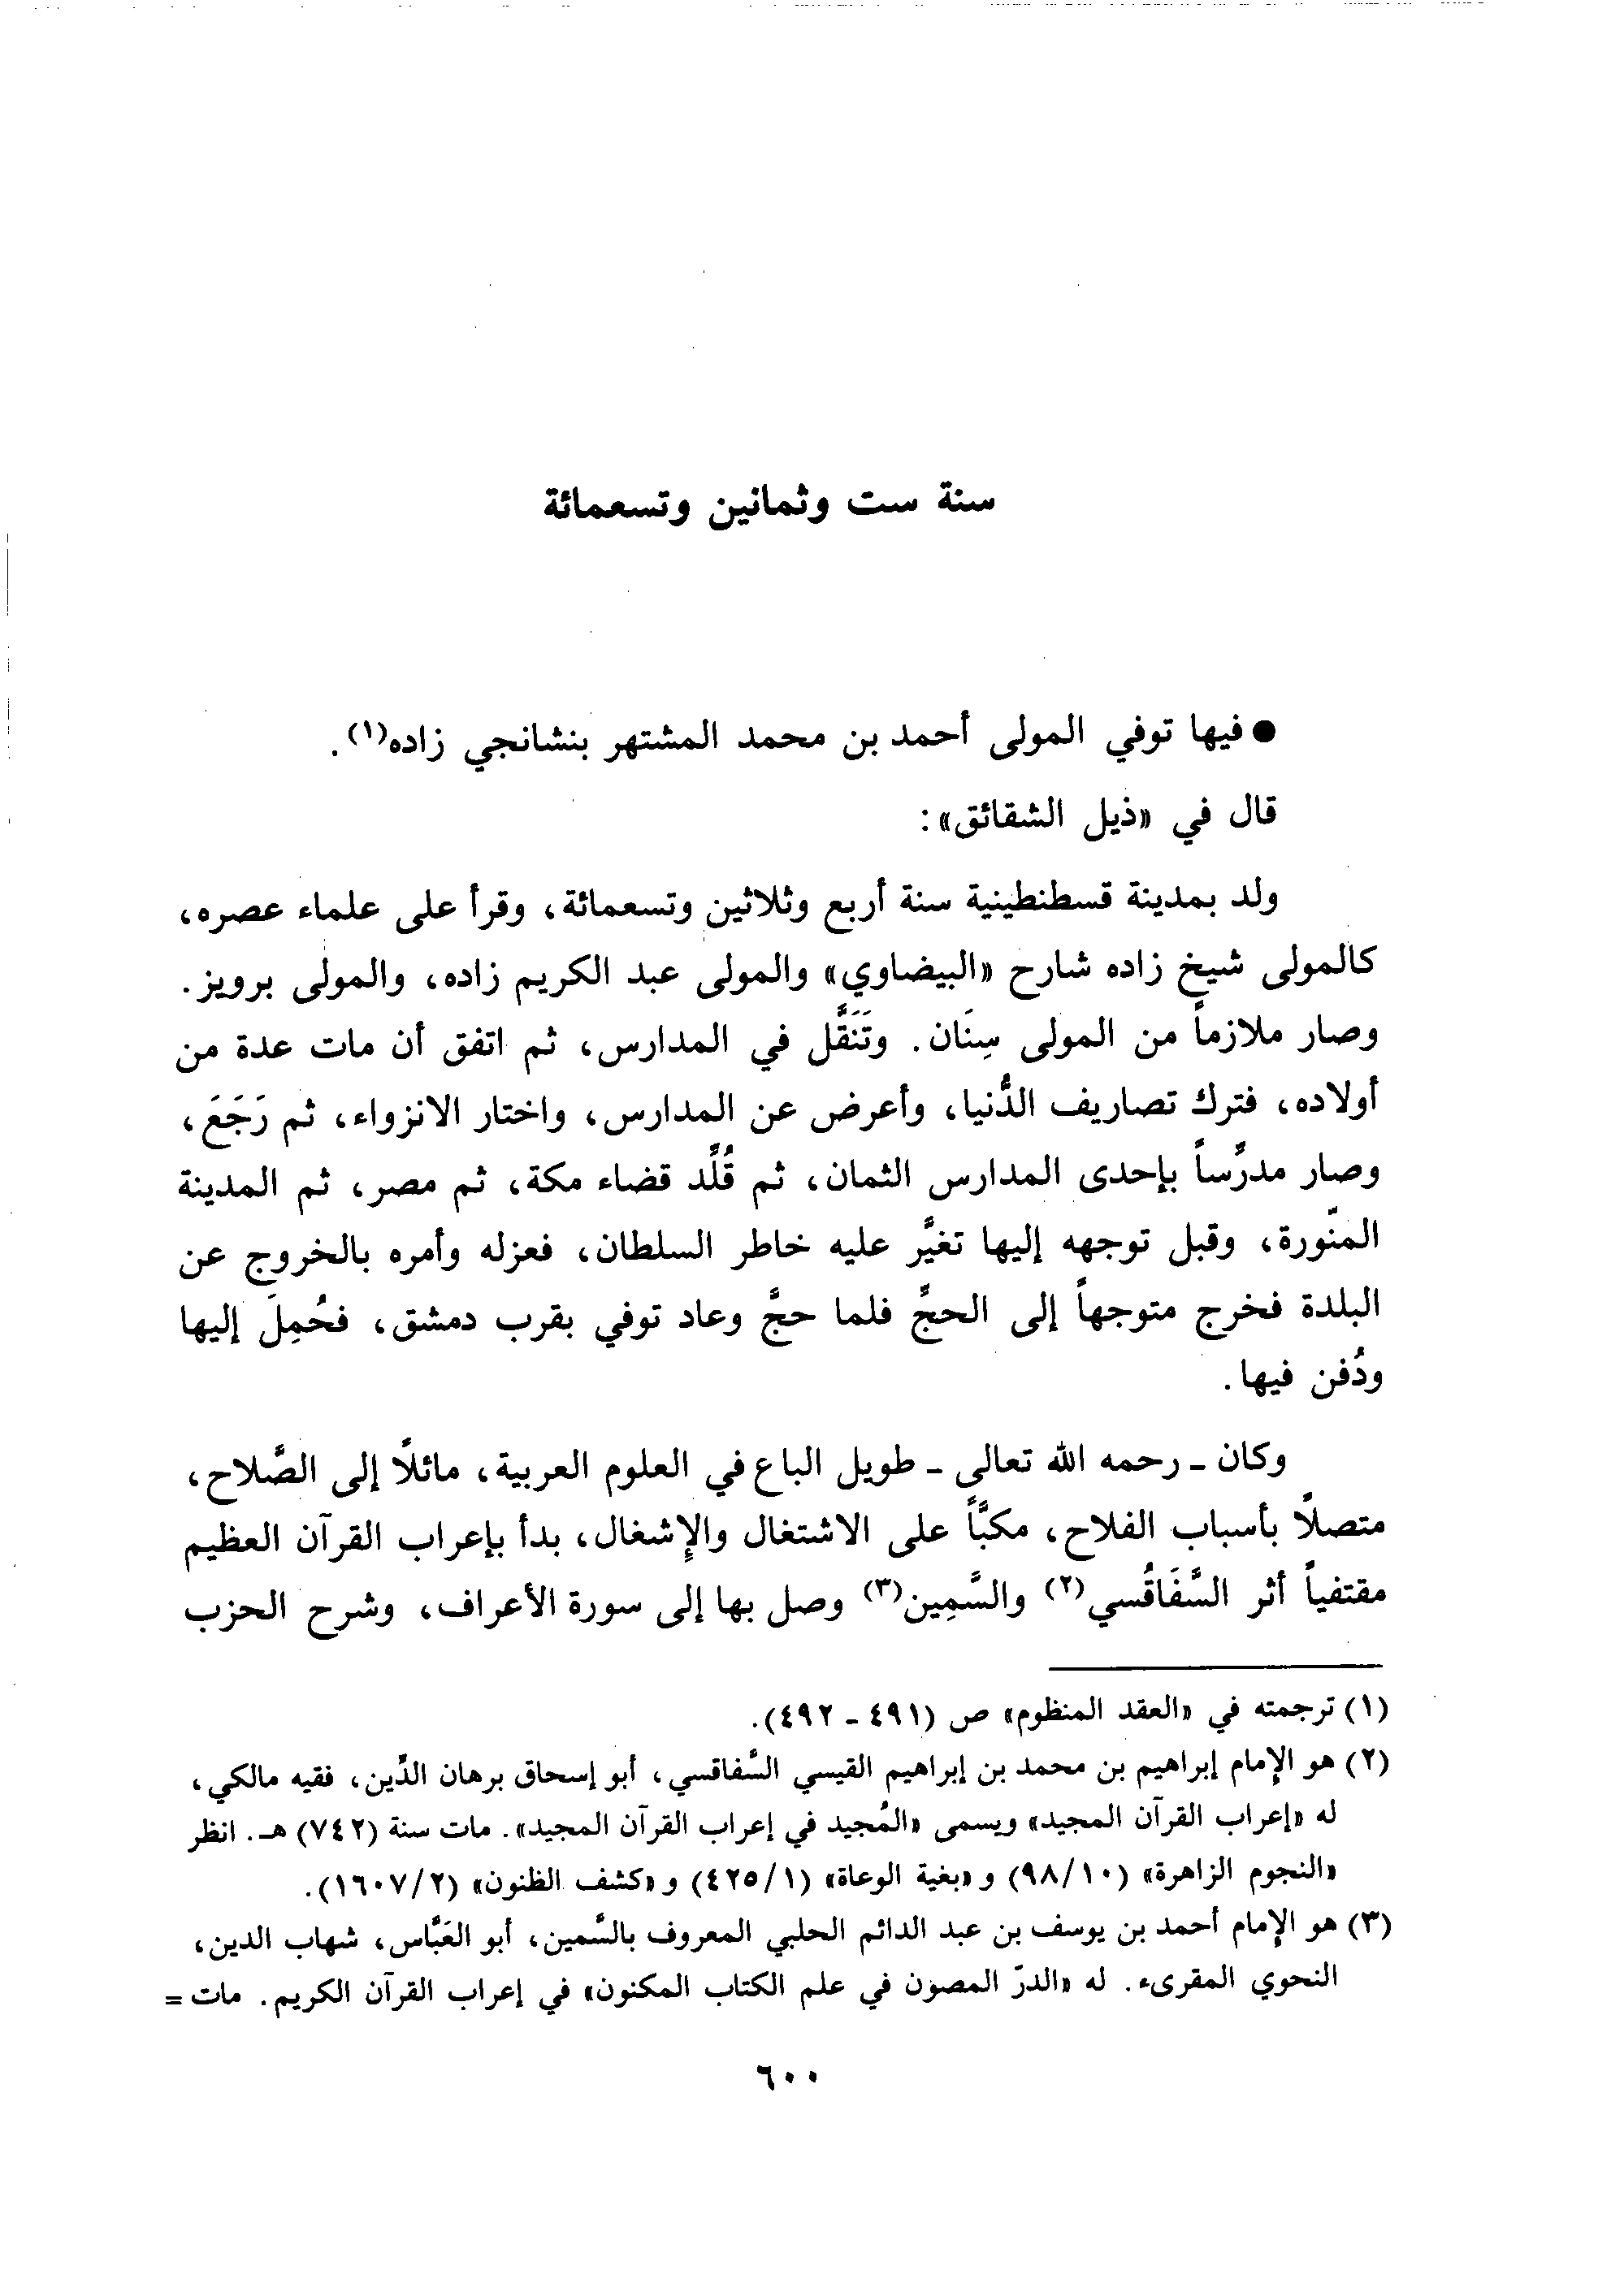 سنة ست وثمانين وتسعمائة
● فيها توفي المولى أحمد بن محمد المشتهر بنشانجي زاده(١).
قال في «ذيل الشقائق»:
ولد بمدينة قسطنطينية سنة أربع وثلاثين وتسعمائة، وقرأ على علماء عصره،
كالمولى شيخ زاده شارح «البيضاوي» والمولى عبد الكريم زاده، والمولى برويز.
وصار ملازماً من المولى سِنَان. وتَنَقَّل في المدارس، ثم اتفق أن مات عدة من
أولاده، فترك تصاريف الدُّنيا، وأعرض عن المدارس، واختار الانزواء، ثم رَجَعَ،
وصار مدرِّساً بإحدى المدارس الثمان، ثم قُلِّد قضاء مكة، ثم مصر، ثم المدينة
المنّورة، وقبل توجهه إليها تغيَّر عليه خاطر السلطان، فعزله وأمره بالخروج عن
البلدة فخرج متوجهاً إلى الحجِّ فلما حجَّ وعاد توفي بقرب دمشق، فحُمِلَ إليها
ودُفن فيها.
وكان ـ رحمه الله تعالى ـ طويل الباع في العلوم العربية، مائلًا إلى الصَّلاح،
متصلًا بأسباب الفلاح، مكبَّاً على الاشتغال والإشغال، بدأ بإعراب القرآن العظيم
مقتفياً أثر السَّفَاقُسي(٢) والسَّمِين(٣) وصل بها إلى سورة الأعراف، وشرح الحزب
(١) ترجمته في «العقد المنظوم» ص (٤٩١ ـ ٤٩٢).
(٢) هو الإمام إبراهيم بن محمد بن إبراهيم القيسي السَّفاقسي، أبو إسحاق برهان الدِّين، فقيه مالكي،
له «إعراب القرآن المجيد» ويسمى «المُجيد في إعراب القرآن المجيد». مات سنة (٧٤٢) هـ. انظر
«النجوم الزاهرة» (٩٨/١٠) و «بغية الوعاة» (٤٢٥/١) و «كشف الظنون» (١٦٠٧/٢).
(٣) هو الإمام أحمد بن يوسف بن عبد الدائم الحلبي المعروف بالسَّمين، أبو العَبَّاس، شهاب الدين،
النحوي المقرىء. له «الدرّ المصون في علم الكتاب المكنون» في إعراب القرآن الكريم. مات =
٦٠٠